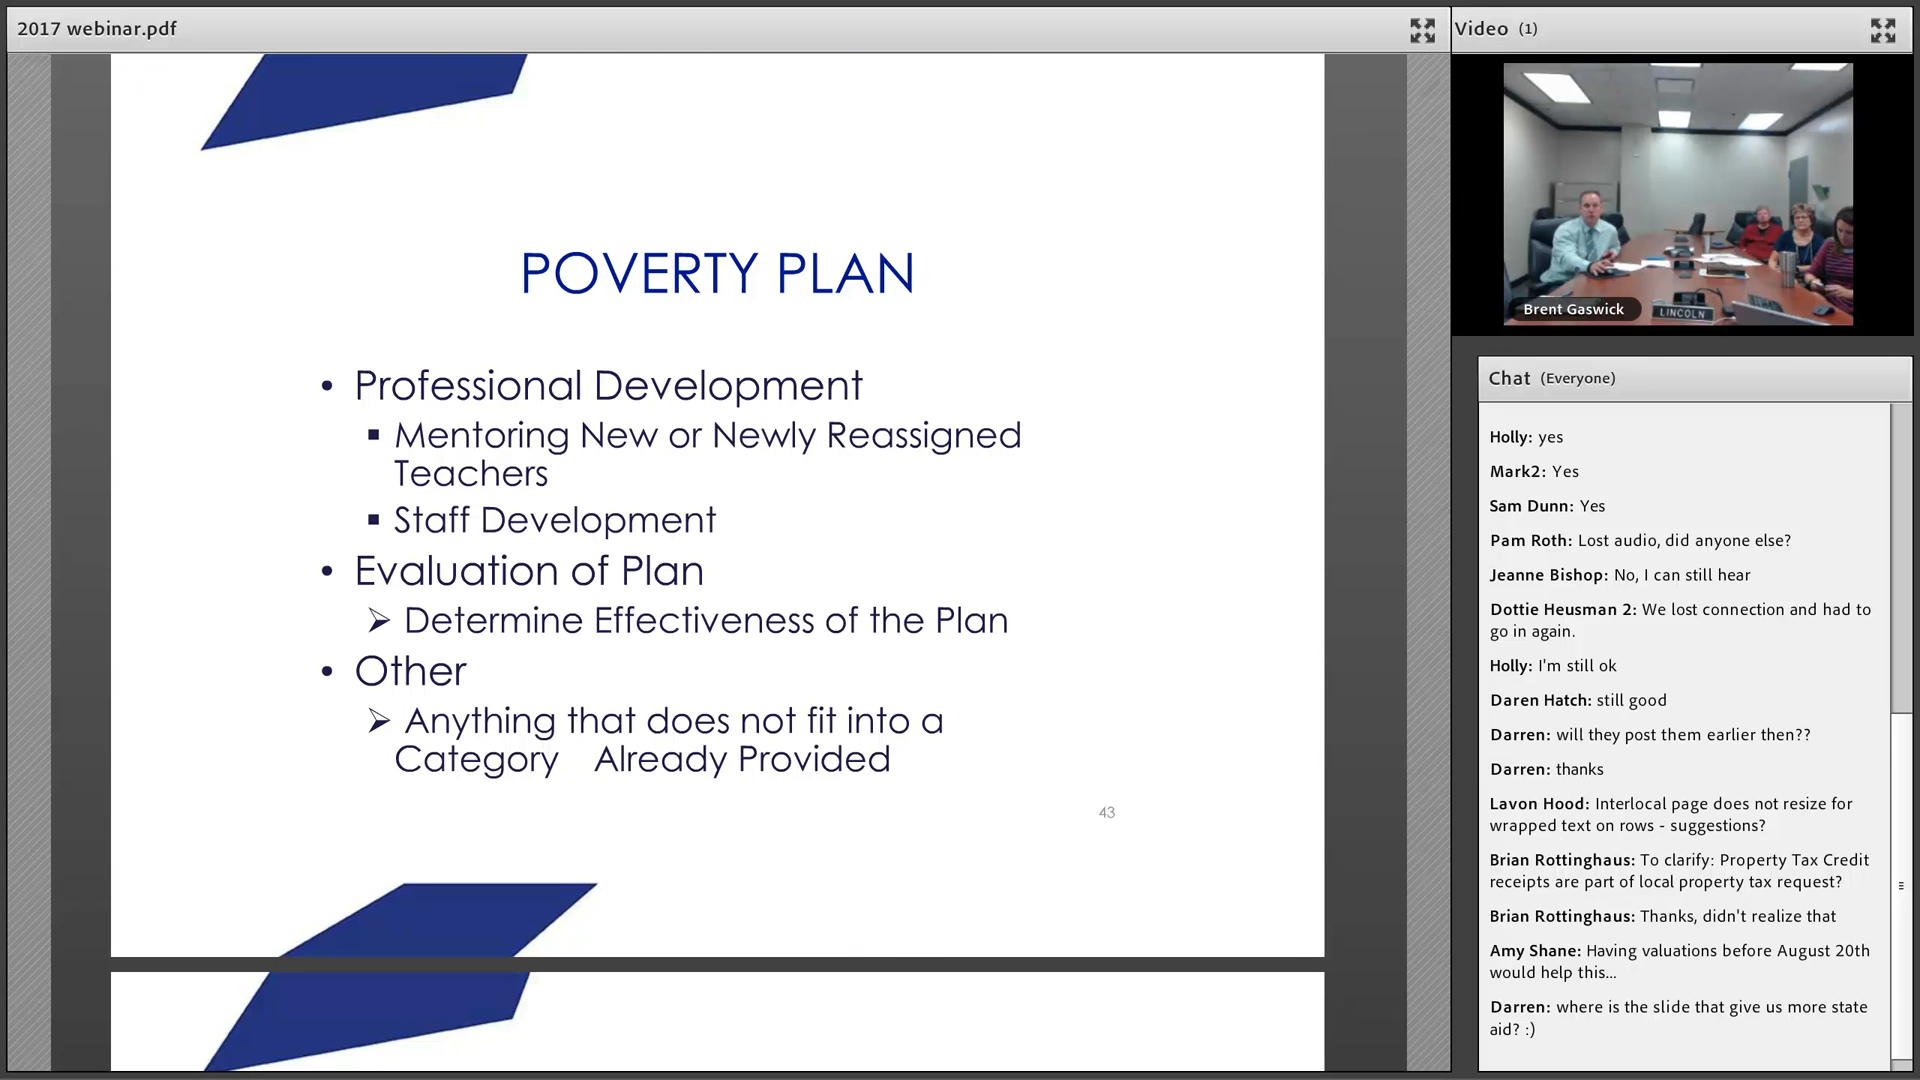 2017 webinar.pdf
POVERTY PLAN
• Professional Development
▪ Mentoring New or Newly Reassigned
Teachers
▪ Staff Development
• Evaluation of Plan
➢ Determine Effectiveness of the Plan
• Other
➢ Anything that does not fit into a
Category Already Provided
43
Video (1)
Brent Gaswick
LINCOLN
Chat (Everyone)
Holly: yes
Mark2: Yes
Sam Dunn: Yes
Pam Roth: Lost audio, did anyone else?
Jeanne Bishop: No, I can still hear
Dottie Heusman 2: We lost connection and had to
go in again.
Holly: I'm still ok
Daren Hatch: still good
Darren: will they post them earlier then??
Darren: thanks
Lavon Hood: Interlocal page does not resize for
wrapped text on rows - suggestions?
Brian Rottinghaus: To clarify: Property Tax Credit
receipts are part of local property tax request?
Brian Rottinghaus: Thanks, didn't realize that
Amy Shane: Having valuations before August 20th
would help this...
Darren: where is the slide that give us more state
aid? :)